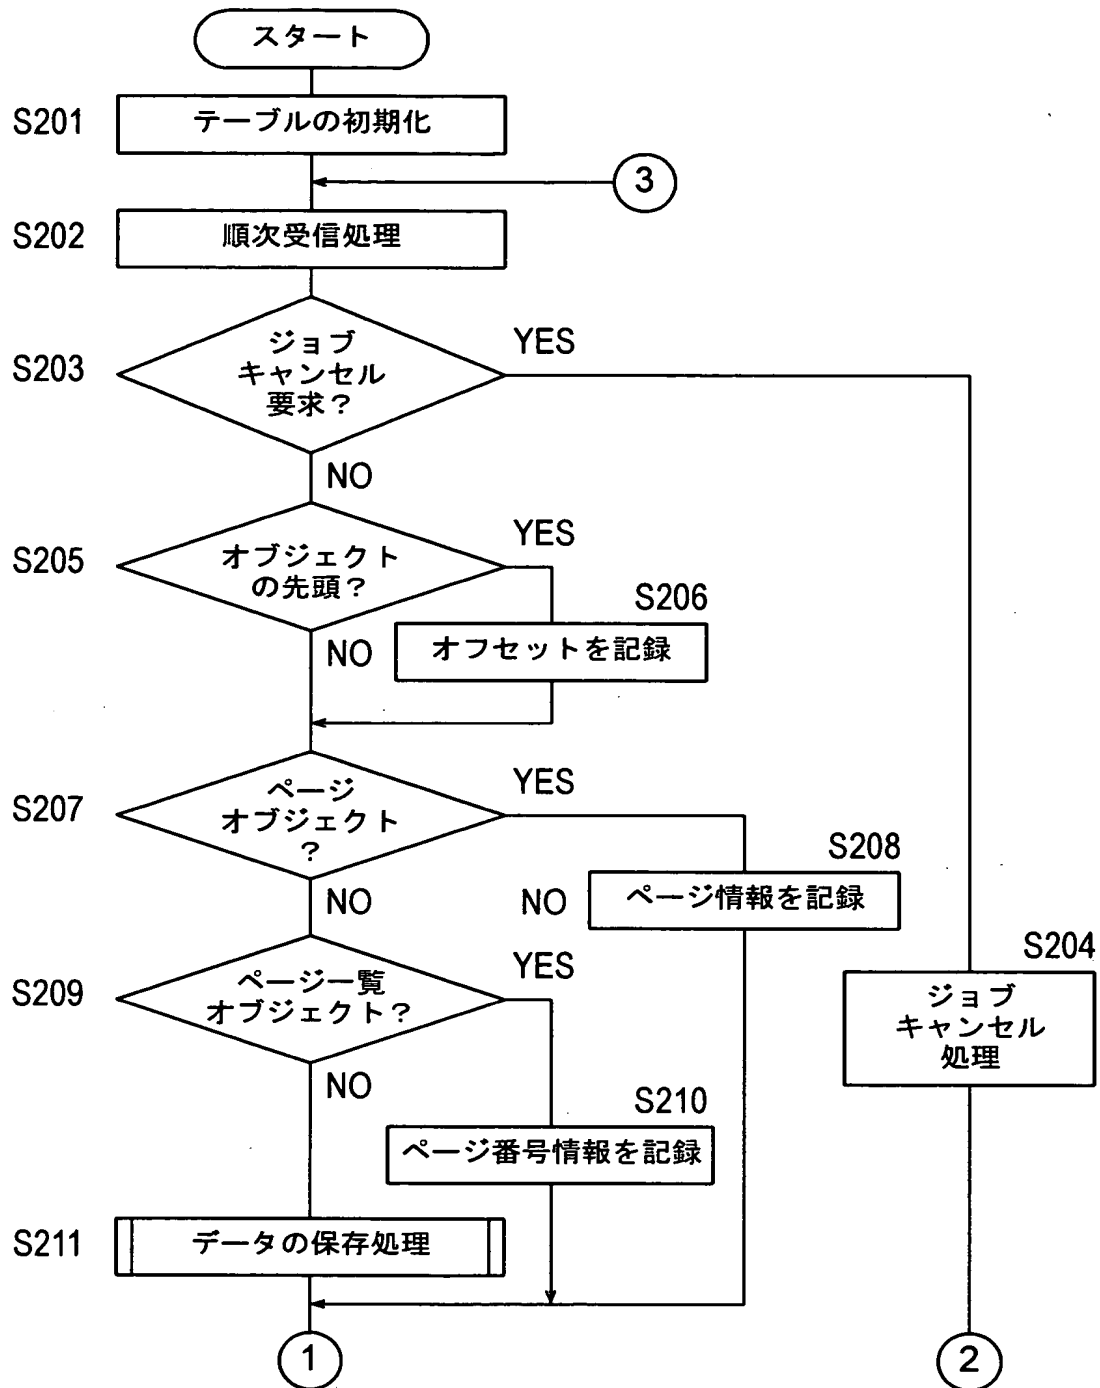 スタート
S201
テーブルの初期化
3
S202
順次受信処理
S203
ジョブ
キャンセル
要求?
YES
NO
S205
オブジェクト
の先頭?
YES
S206
NO
オフセットを記録
S207
ページ
オブジェクト
?
YES
S208
NO
NO
ページ情報を記録
S209
ページ一覧
オブジェクト?
YES
S204
ジョブ
キャンセル
処理
NO
S210
ページ番号情報を記録
S211
データの保存処理
1
2